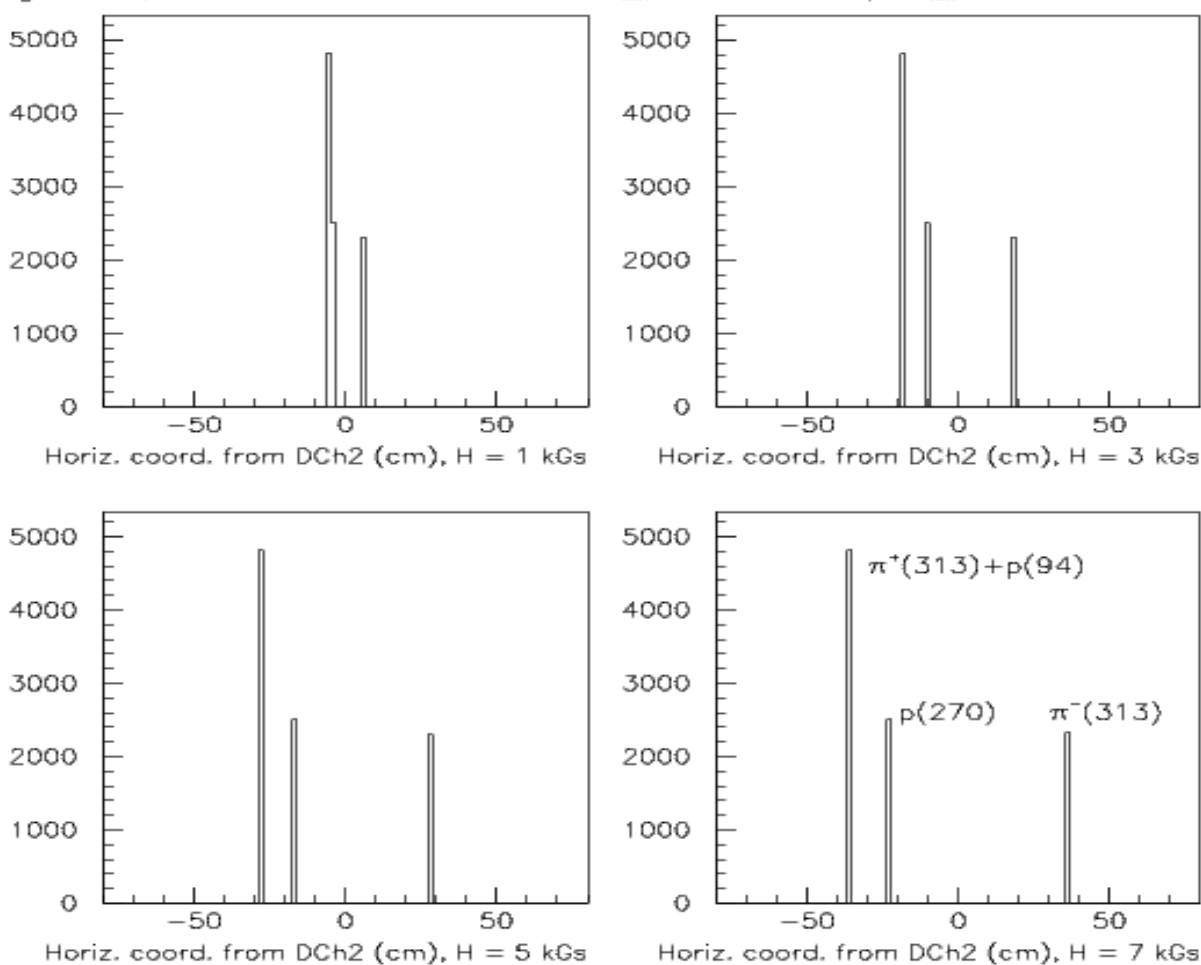 5000
4000
3000
2000
1000
0
−50 0 50
Horiz. coord. from DCh2 (cm), H = 1 kGs
5000
4000
3000
2000
1000
0
−50 0 50
Horiz. coord. from DCh2 (cm), H = 3 kGs
5000
4000
3000
2000
1000
0
−50 0 50
Horiz. coord. from DCh2 (cm), H = 5 kGs
5000
4000
3000
2000
1000
0
π⁺(313)+p(94)
p(270)
π⁻(313)
−50 0 50
Horiz. coord. from DCh2 (cm), H = 7 kGs